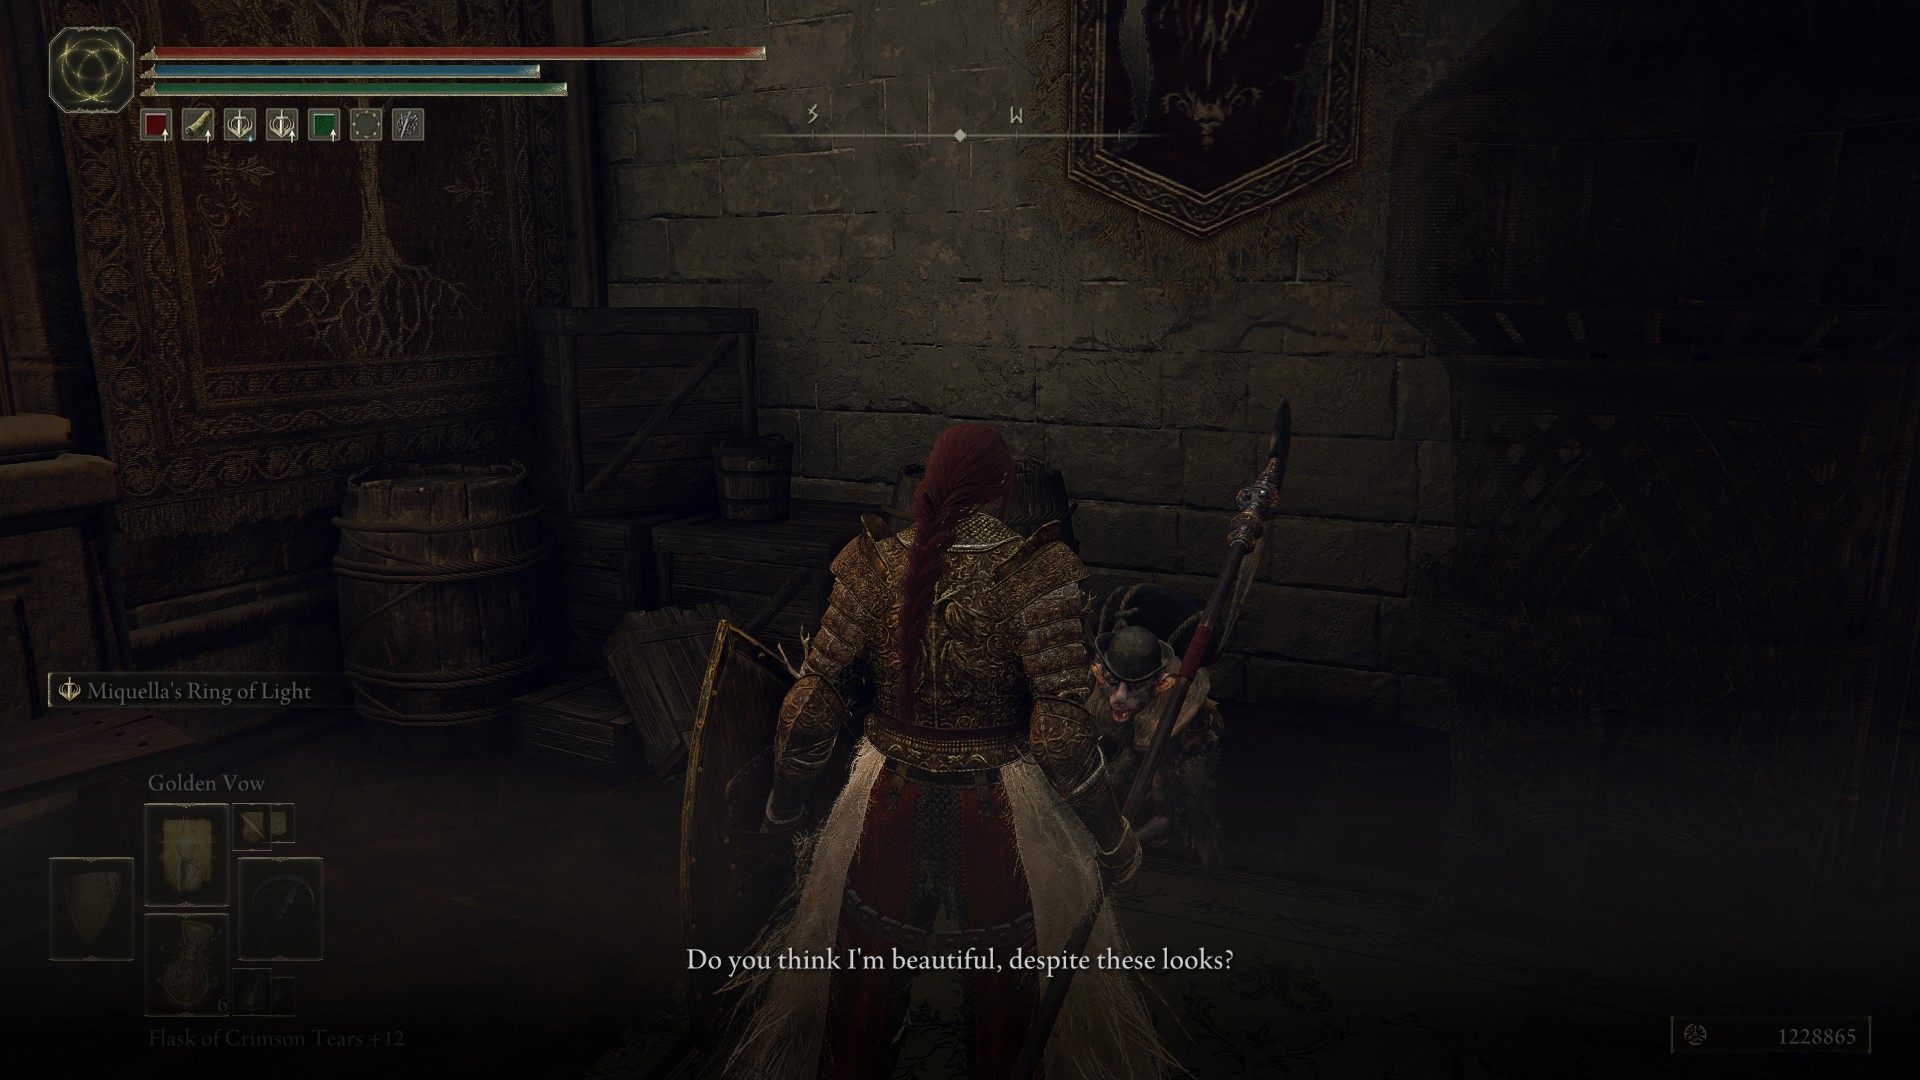 S
W
Miquella's Ring of Light
Golden Vow
6
Flask of Crimson Tears +12
Do you think I'm beautiful, despite these looks?
1228865